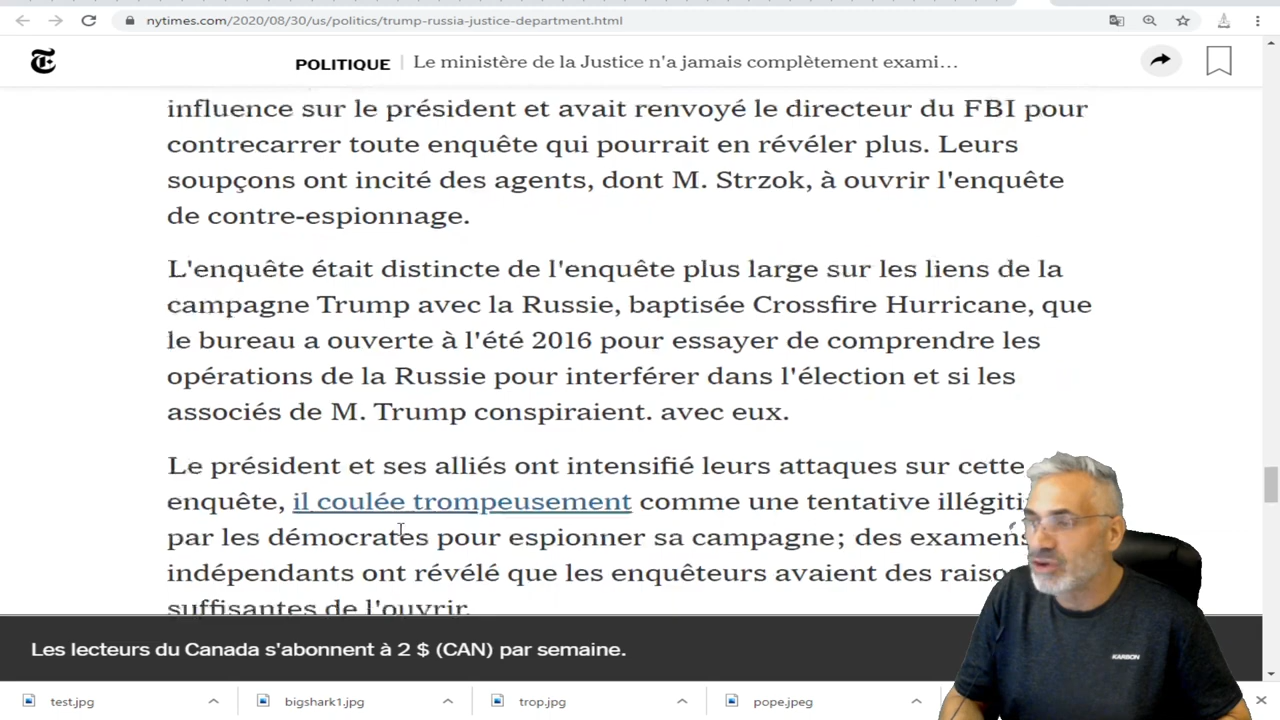 nytimes.com/2020/08/30/us/politics/trump-russia-justice-department.html
POLITIQUE | Le ministère de la Justice n'a jamais complètement exami…
influence sur le président et avait renvoyé le directeur du FBI pour
contrecarrer toute enquête qui pourrait en révéler plus. Leurs
soupçons ont incité des agents, dont M. Strzok, à ouvrir l'enquête
de contre-espionnage.
L'enquête était distincte de l'enquête plus large sur les liens de la
campagne Trump avec la Russie, baptisée Crossfire Hurricane, que
le bureau a ouverte à l'été 2016 pour essayer de comprendre les
opérations de la Russie pour interférer dans l'élection et si les
associés de M. Trump conspiraient. avec eux.
Le président et ses alliés ont intensifié leurs attaques sur cette
enquête, il coulée trompeusement comme une tentative
par les démocrates pour espionner sa campagne; des examens
indépendants ont révélé que les enquêteurs avaient des
suffisantes de l'ouvrir.
Les lecteurs du Canada s'abonnent à 2 $ (CAN) par semaine.
KARBON
test.jpg bigshark1.jpg trop.jpg pope.jpeg